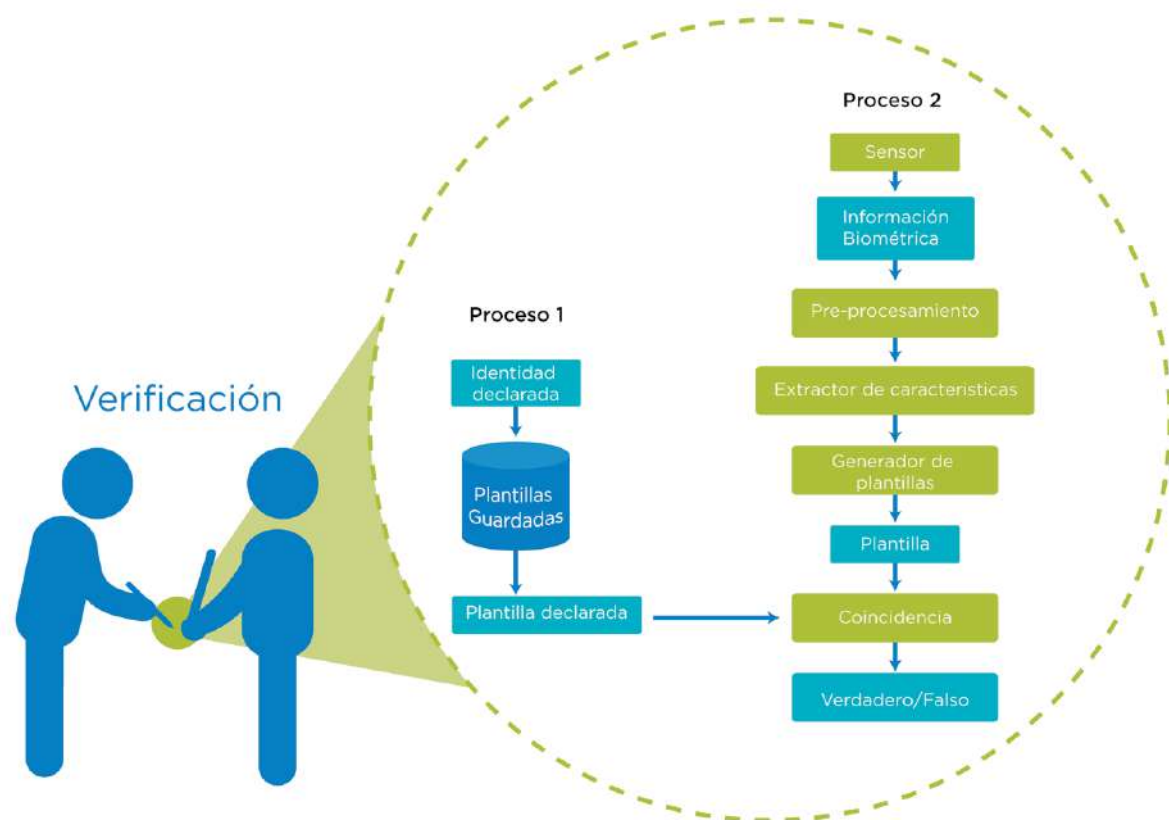 Verificación
Proceso 1
Identidad
declarada
Plantillas
Guardadas
Plantilla declarada
Proceso 2
Sensor
Información
Biométrica
Pre-procesamiento
Extractor de caracteristicas
Generador de
plantillas
Plantilla
Coincidencia
Verdadero/Falso